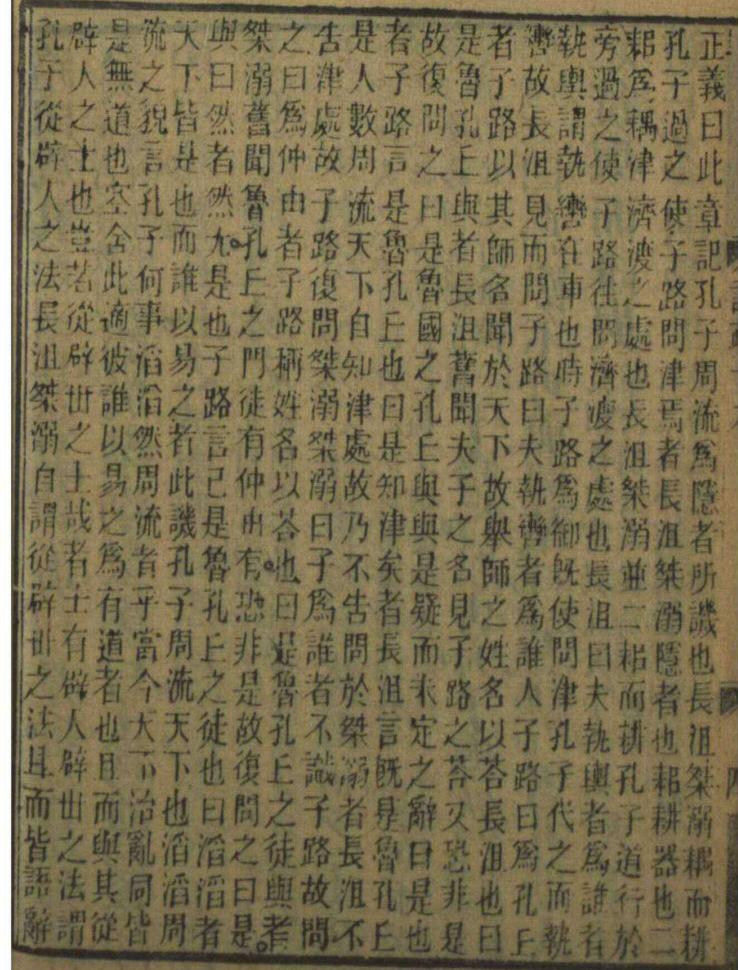 正義曰此章記孔子周流爲隱者所譏也長沮桀溺耦而耕
孔子過之使子路問津焉者長沮桀溺隱者也耜耕器也二
耜爲耦津濟渡之處也長沮桀溺並二耜而耕孔子道行於
旁過之使子路往問濟渡之處也長沮曰夫執輿者爲誰者
執輿謂執轡在車也時子路爲御旣使問津孔子代之而執
轡故長沮見而問子路曰夫執轡者爲誰人子路曰爲孔丘
者子路以其師名聞於天下故舉師之姓名以荅長沮也曰
是魯孔丘與者長沮舊聞夫子之名見子路之荅又恐非是
故復問之曰是魯國之孔丘與與是疑而未定之辭曰是也
者子路言是魯孔丘也曰是知津矣者長沮言旣是魯孔丘
是人數周流天下自知津處故乃不告問於桀溺者長沮不
告津處故子路復問桀溺桀溺曰子爲誰者不識子路故問
之曰爲仲由者子路稱姓名以荅也曰是魯孔丘之徒與者
桀溺舊聞魯孔丘之門徒有仲由有恐非是故復問之曰是
與曰然者然尤是也子路言己是魯孔丘之徒也曰滔滔者
天下皆是也而誰以易之者此譏孔子周流天下也滔滔周
流之貌言孔子何事滔滔然周流者乎當今天下治亂同皆
是無道也空舍此適彼誰以易之爲有道者也且而與其從
辟人之士也豈若從辟世之士哉者士有辟人辟世之法謂
孔子從辟人之法長沮桀溺自謂從辟世之法且而皆語辭